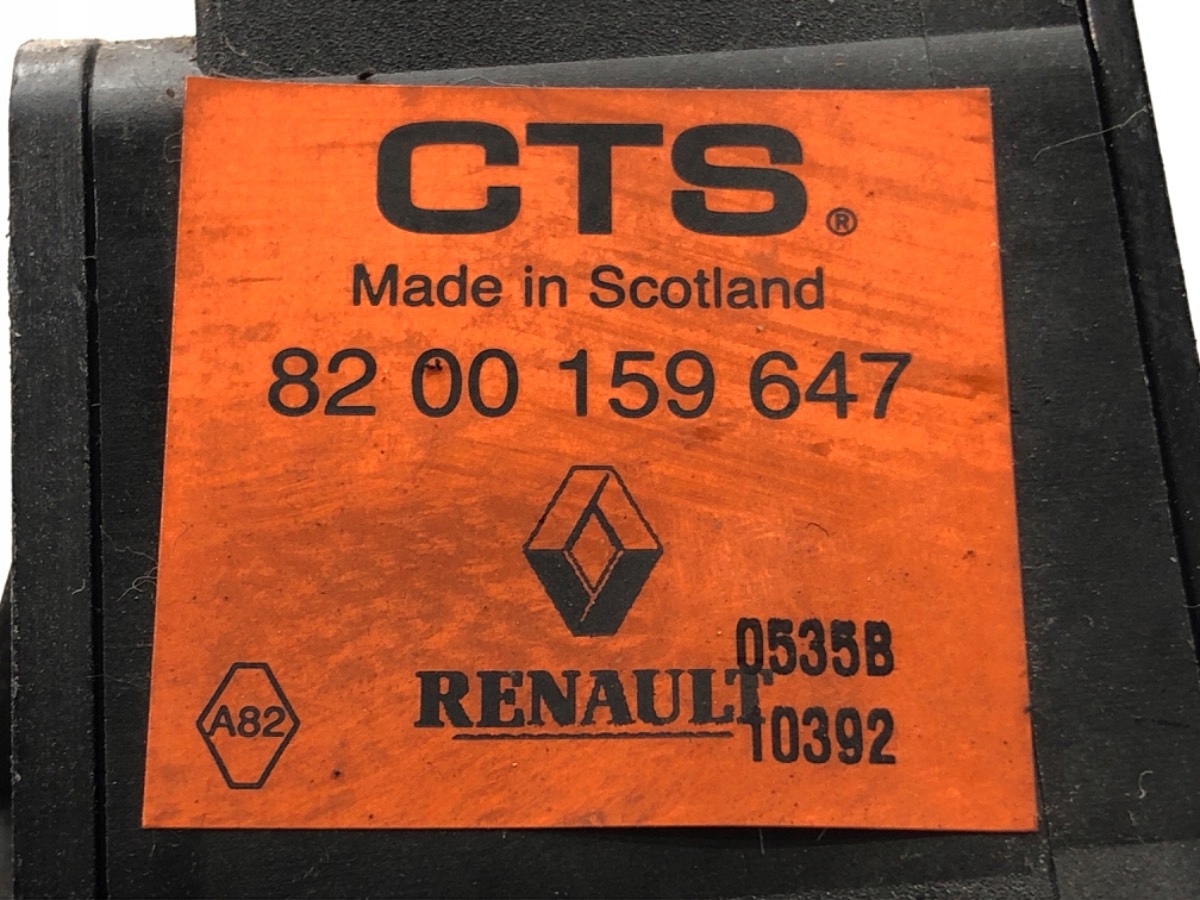 CTS®
Made in Scotland
82 00 159 647
0535B
RENAULT
10392
A82